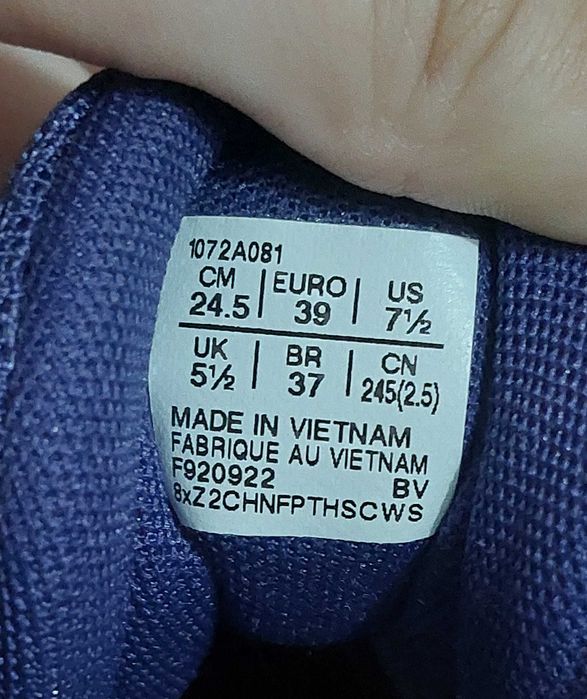 1072A081
CM | EURO | US
24.5 | 39 | 7½
UK | BR | CN
5½ | 37 | 245(2.5)
MADE IN VIETNAM
FABRIQUE AU VIETNAM
F920922 BV
8xZ2CHNFPTHSCWS